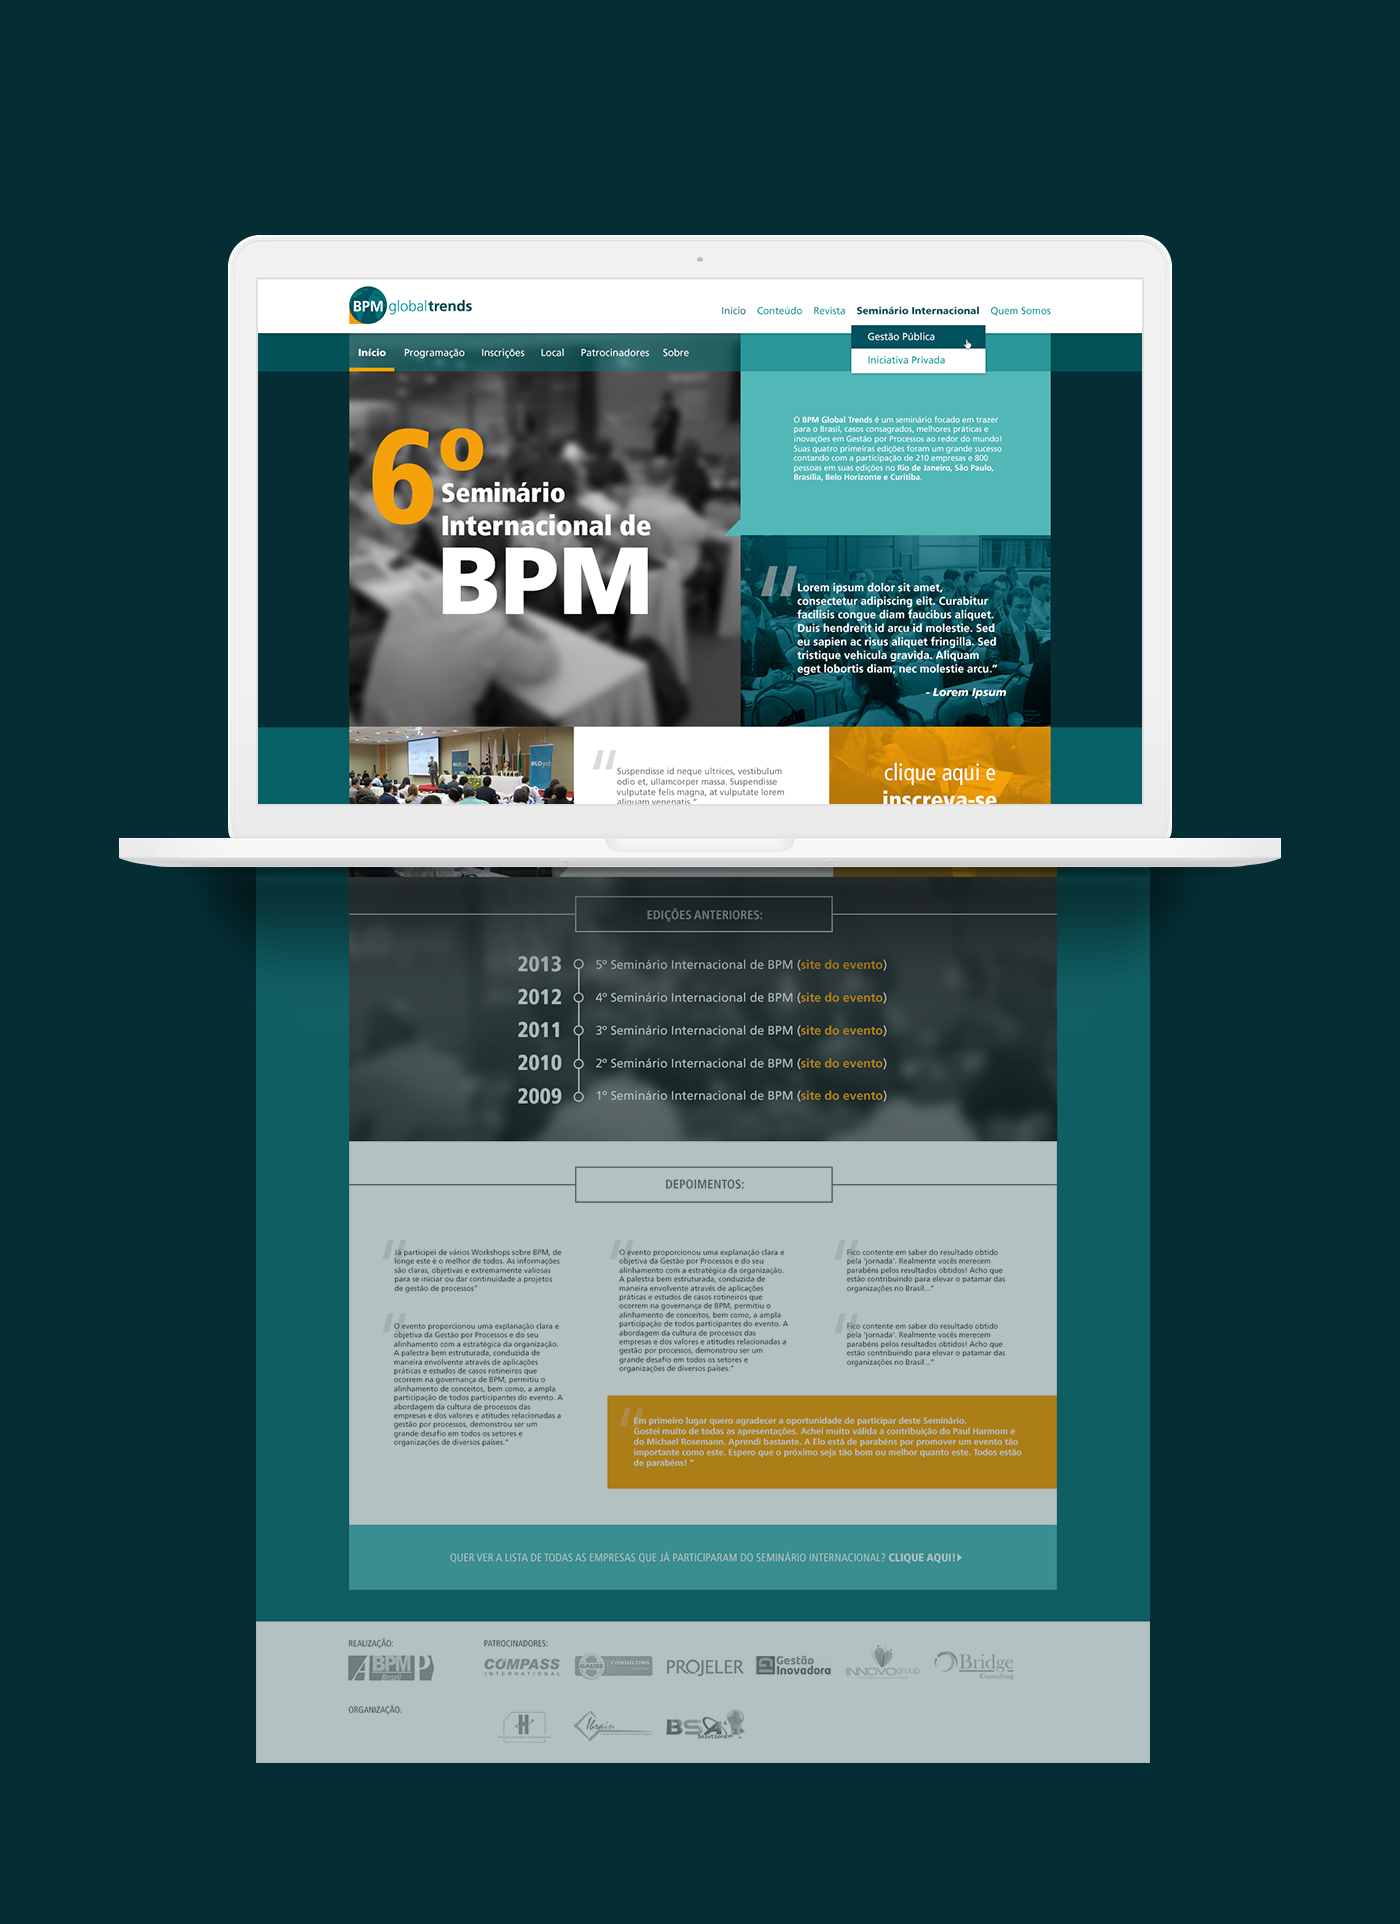 BPM globaltrends
Início Conteúdo Revista Seminário Internacional Quem Somos
Gestão Pública
Iniciativa Privada
Início Programação Inscrições Local Patrocinadores Sobre
6º
Seminário
Internacional de
BPM
O BPM Global Trends é um seminário focado em trazer
para o Brasil, casos consagrados, melhores práticas e
inovações em Gestão por Processos ao redor do mundo!
Suas quatro primeiras edições foram um grande sucesso
contando com a participação de 210 empresas e 800
pessoas em suas edições no Rio de Janeiro, São Paulo,
Brasília, Belo Horizonte e Curitiba.
Lorem ipsum dolor sit amet,
consectetur adipiscing elit. Curabitur
facilisis congue diam faucibus aliquet.
Duis hendrerit id arcu id molestie. Sed
eu sapien ac risus aliquet fringilla. Sed
tristique vehicula gravida. Aliquam
eget lobortis diam, nec molestie arcu."
- Lorem Ipsum
eLO
Suspendisse id neque ultrices, vestibulum
odio et, ullamcorper massa. Suspendisse
vulputate felis magna, at vulputate lorem
aliquam venenatis."
clique aqui e
inscreva-se
EDIÇÕES ANTERIORES:
2013 5º Seminário Internacional de BPM (site do evento)
2012 4º Seminário Internacional de BPM (site do evento)
2011 3º Seminário Internacional de BPM (site do evento)
2010 2º Seminário Internacional de BPM (site do evento)
2009 1º Seminário Internacional de BPM (site do evento)
DEPOIMENTOS:
Já participei de vários Workshops sobre BPM, de
longe este é o melhor de todos. As informações
são claras, objetivas e extremamente valiosas
para se iniciar ou dar continuidade a projetos
de gestão de processos"
O evento proporcionou uma explanação clara e
objetiva da Gestão por Processos e do seu
alinhamento com a estratégica da organização.
A palestra bem estruturada, conduzida de
maneira envolvente através de aplicações
práticas e estudos de casos rotineiros que
ocorrem na governança de BPM, permitiu o
alinhamento de conceitos, bem como, a ampla
participação de todos participantes do evento. A
abordagem da cultura de processos das
empresas e dos valores e atitudes relacionadas a
gestão por processos, demonstrou ser um
grande desafio em todos os setores e
organizações de diversos países."
O evento proporcionou uma explanação clara e
objetiva da Gestão por Processos e do seu
alinhamento com a estratégica da organização.
A palestra bem estruturada, conduzida de
maneira envolvente através de aplicações
práticas e estudos de casos rotineiros que
ocorrem na governança de BPM, permitiu o
alinhamento de conceitos, bem como, a ampla
participação de todos participantes do evento. A
abordagem da cultura de processos das
empresas e dos valores e atitudes relacionadas a
gestão por processos, demonstrou ser um
grande desafio em todos os setores e
organizações de diversos países."
Fico contente em saber do resultado obtido
pela 'jornada'. Realmente vocês merecem
parabéns pelos resultados obtidos! Acho que
estão contribuindo para elevar o patamar das
organizações no Brasil..."
Fico contente em saber do resultado obtido
pela 'jornada'. Realmente vocês merecem
parabéns pelos resultados obtidos! Acho que
estão contribuindo para elevar o patamar das
organizações no Brasil..."
Em primeiro lugar quero agradecer a oportunidade de participar deste Seminário.
Gostei muito de todas as apresentações. Achei muito válida a contribuição do Paul Harmom e
do Michael Rosemann. Aprendi bastante. A Elo está de parabéns por promover um evento tão
importante como este. Espero que o próximo seja tão bom ou melhor quanto este. Todos estão
de parabéns! "
QUER VER A LISTA DE TODAS AS EMPRESAS QUE JÁ PARTICIPARAM DO SEMINÁRIO INTERNACIONAL? CLIQUE AQUI!
REALIZAÇÃO:
ABPMP
Brazil
PATROCINADORES:
COMPASS
INTERNATIONAL
GAUSS CONSULTING
GROUP
PROJELER
Gestão
Inovadora
INNOVOgroup
Bridge
Consulting
ORGANIZAÇÃO:
H
Ibrain
BSA
Solutions